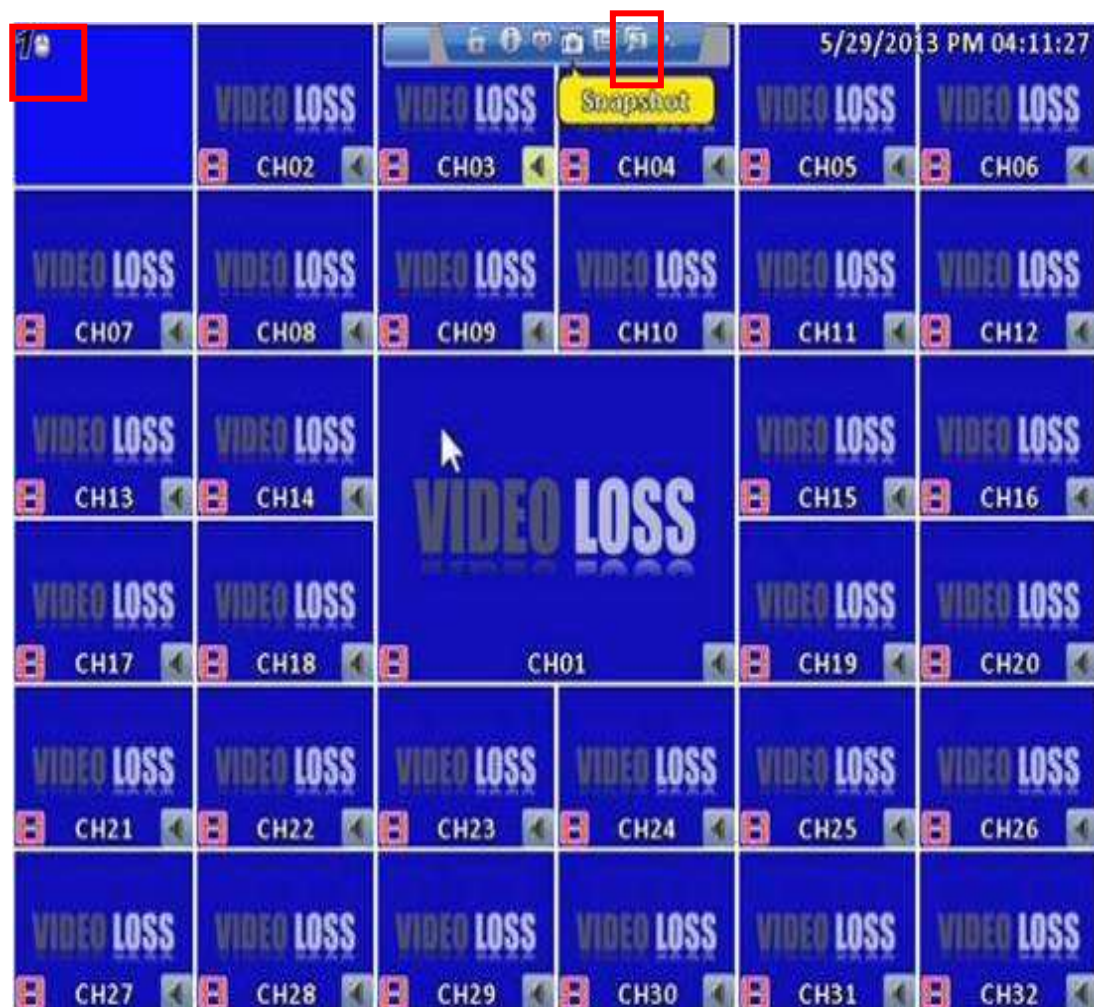 1
5/29/2013 PM 04:11:27
Snapshot
VIDEO LOSS VIDEO LOSS VIDEO LOSS VIDEO LOSS
CH02 CH03 CH04 CH05 CH06
VIDEO LOSS VIDEO LOSS VIDEO LOSS VIDEO LOSS VIDEO LOSS VIDEO LOSS
CH07 CH08 CH09 CH10 CH11 CH12
VIDEO LOSS VIDEO LOSS VIDEO LOSS VIDEO LOSS
CH13 CH14 CH15 CH16
VIDEO LOSS
VIDEO LOSS VIDEO LOSS VIDEO LOSS VIDEO LOSS
CH17 CH18 CH01 CH19 CH20
VIDEO LOSS VIDEO LOSS VIDEO LOSS VIDEO LOSS VIDEO LOSS VIDEO LOSS
CH21 CH22 CH23 CH24 CH25 CH26
VIDEO LOSS VIDEO LOSS VIDEO LOSS VIDEO LOSS VIDEO LOSS VIDEO LOSS
CH27 CH28 CH29 CH30 CH31 CH32